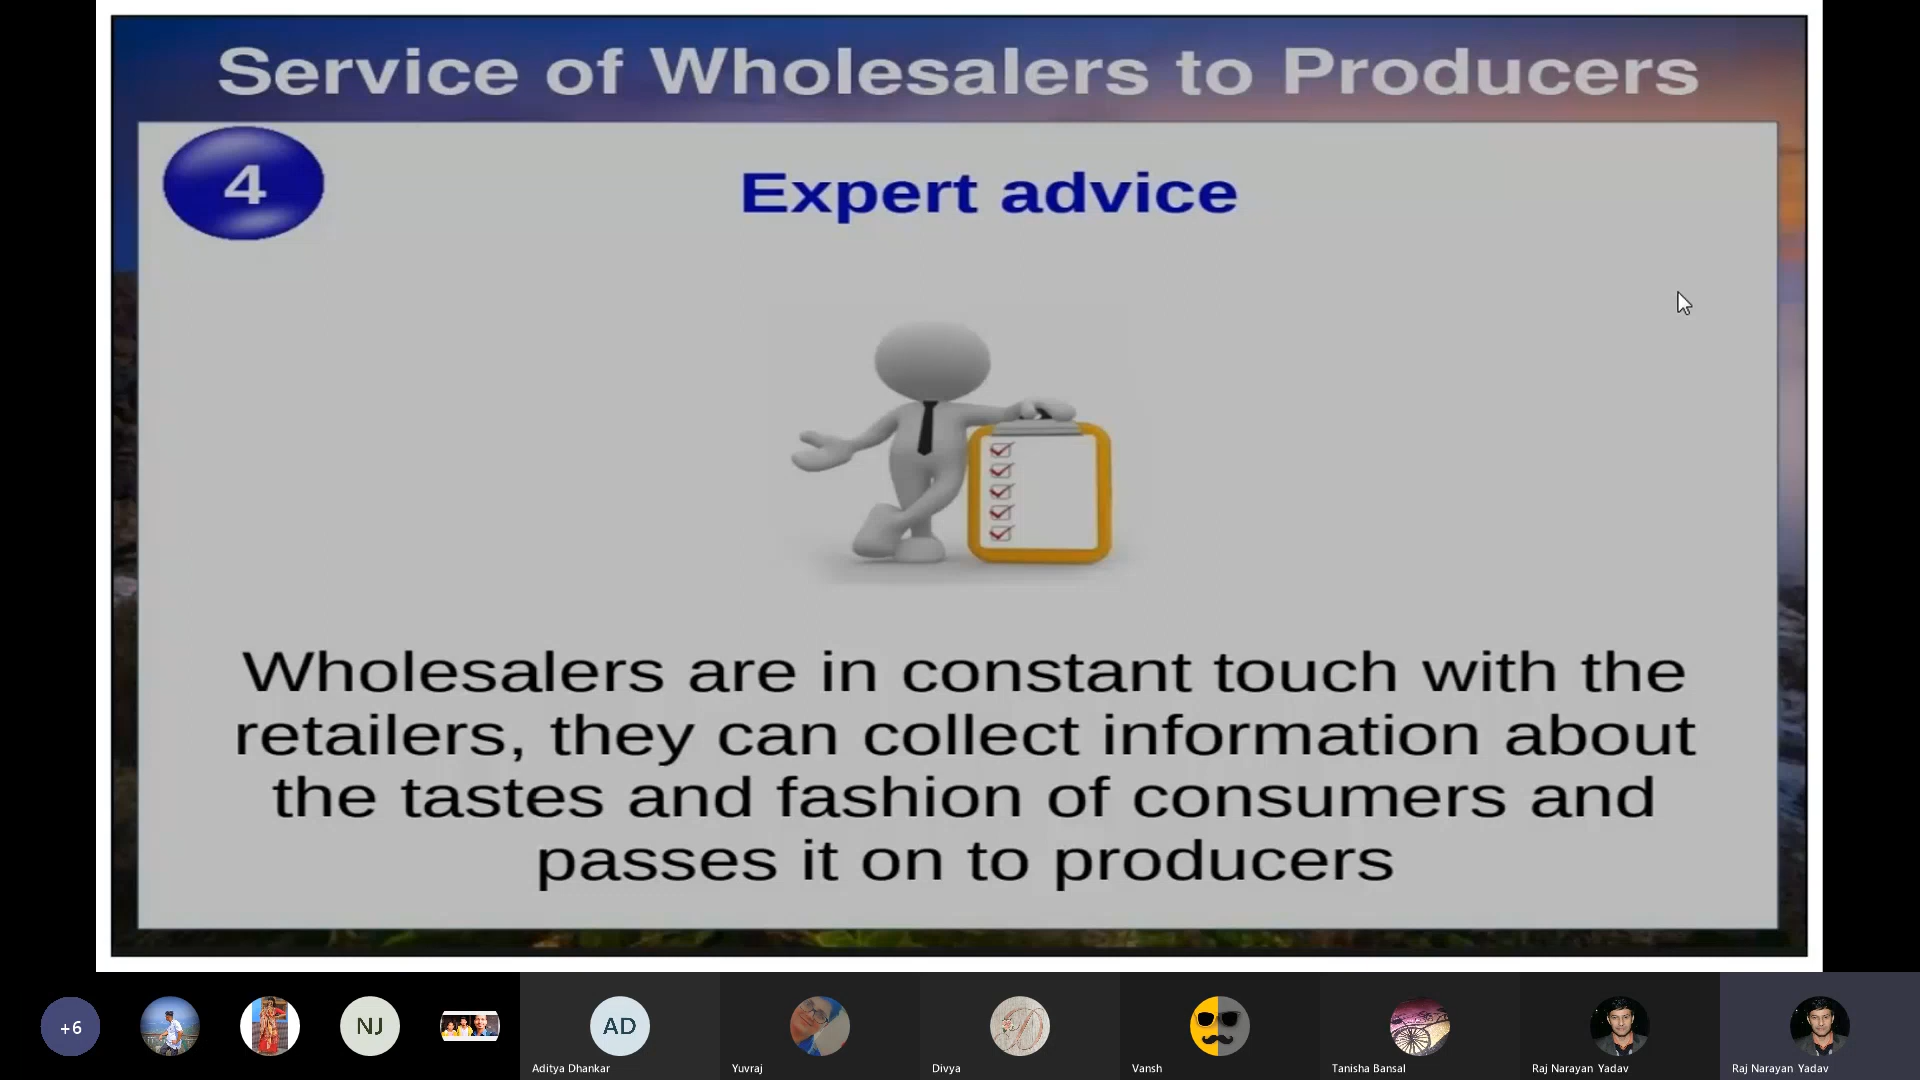 Service of Wholesalers to Producers
4
Expert advice
Wholesalers are in constant touch with the
retailers, they can collect information about
the tastes and fashion of consumers and
passes it on to producers
+6
NJ
AD
Aditya Dhankar
Yuvraj
Divya
Vansh
Tanisha Bansal
Raj Narayan Yadav
Raj Narayan Yadav